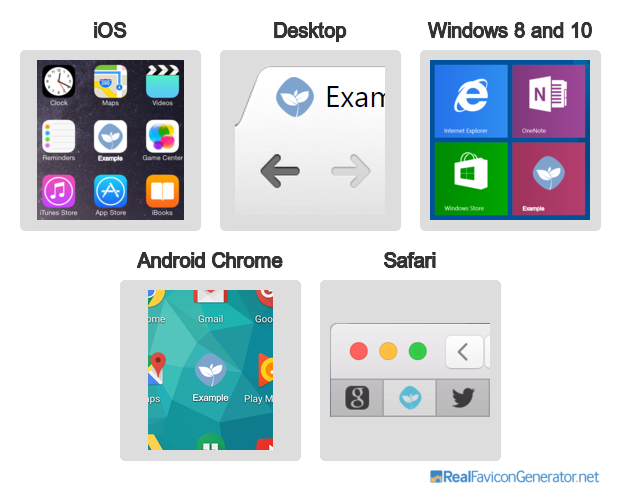 iOS
Desktop
Windows 8 and 10
Clock
Maps
Videos
280
Reminders
Example
Game Center
iTunes Store
App Store
iBooks
Exam
Internet Explorer
OneNote
N
Windows Store
Example
Android Chrome
Safari
ome
Gmail
Goo
aps
Example
Play M
g
RealFaviconGenerator.net